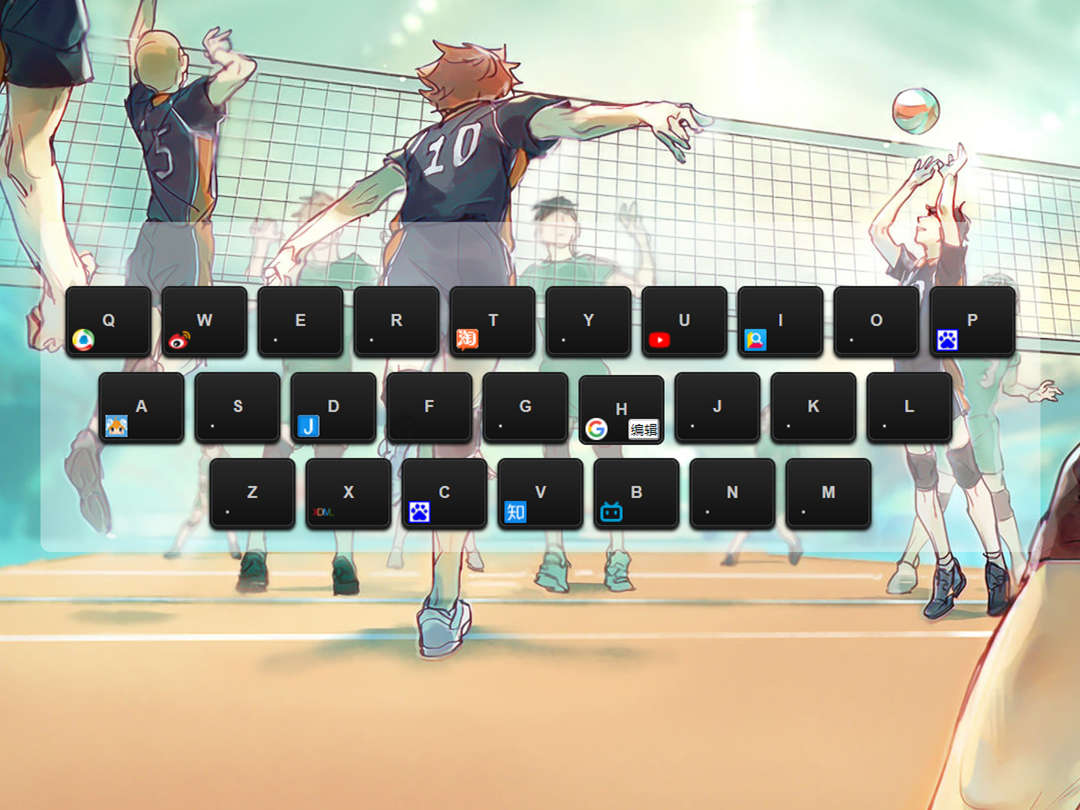 5
10
Q W E R T Y U I O P
淘
A S D F G H J K L
J G 编辑
Z X C V B N M
知